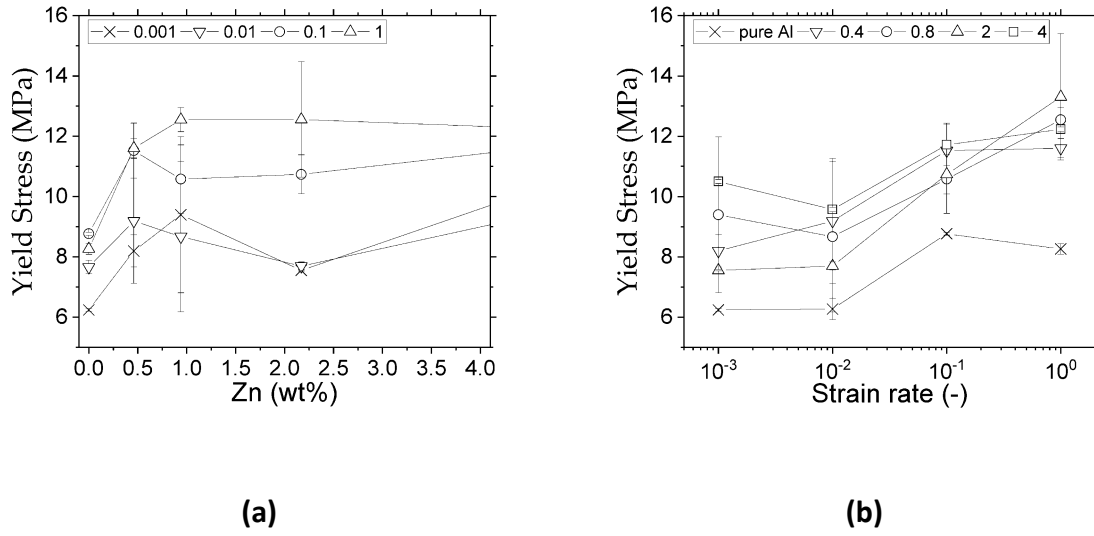 0.001 0.01 0.1 1
16
14
12
10
8
6
Yield Stress (MPa)
0.0 0.5 1.0 1.5 2.0 2.5 3.0 3.5 4.0
Zn (wt%)
(a)
pure Al 0.4 0.8 2 4
16
14
12
10
8
6
Yield Stress (MPa)
10⁻³ 10⁻² 10⁻¹ 10⁰
Strain rate (-)
(b)